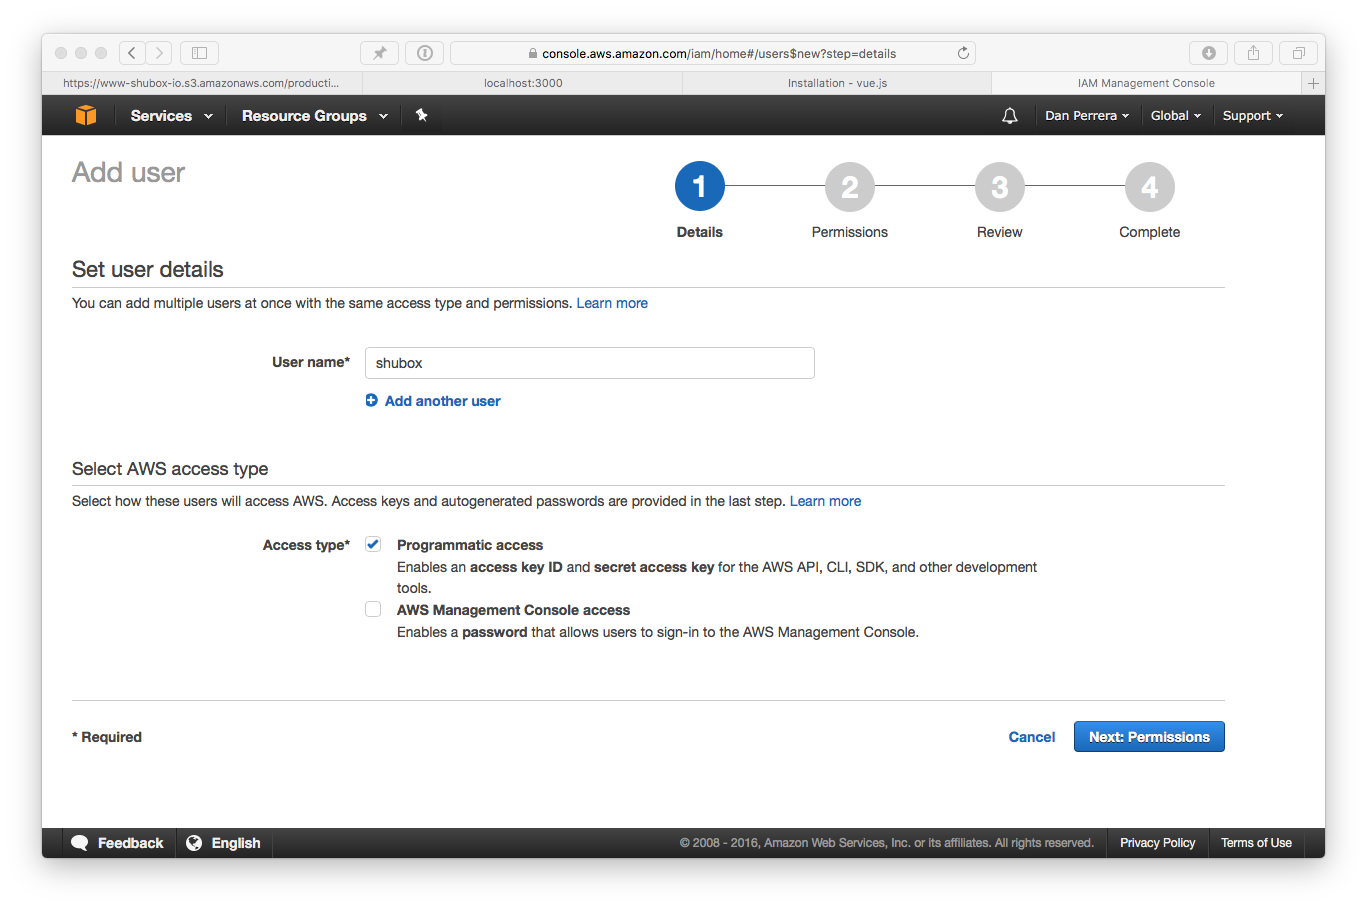 console.aws.amazon.com/iam/home#/users$new?step=details
https://www-shubox-io.s3.amazonaws.com/producti...
localhost:3000
Installation - vue.js
IAM Management Console
Services
Resource Groups
Dan Perrera
Global
Support
Add user
1
2
3
4
Details
Permissions
Review
Complete
Set user details
You can add multiple users at once with the same access type and permissions. Learn more
User name*
shubox
Add another user
Select AWS access type
Select how these users will access AWS. Access keys and autogenerated passwords are provided in the last step. Learn more
Access type*
Programmatic access
Enables an access key ID and secret access key for the AWS API, CLI, SDK, and other development
tools.
AWS Management Console access
Enables a password that allows users to sign-in to the AWS Management Console.
* Required
Cancel
Next: Permissions
Feedback
English
© 2008 - 2016, Amazon Web Services, Inc. or its affiliates. All rights reserved.
Privacy Policy
Terms of Use